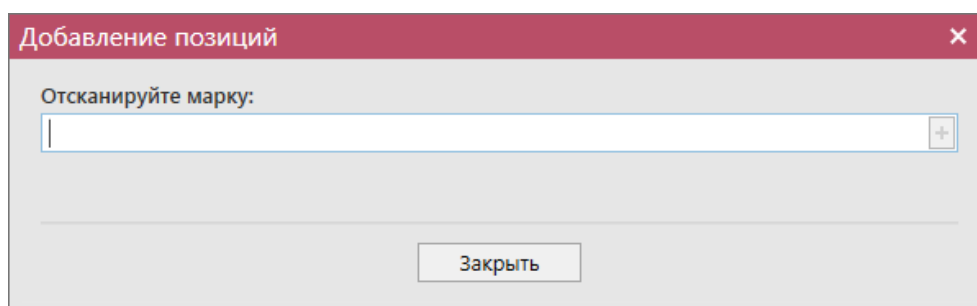 Добавление позиций
Отсканируйте марку:
Закрыть